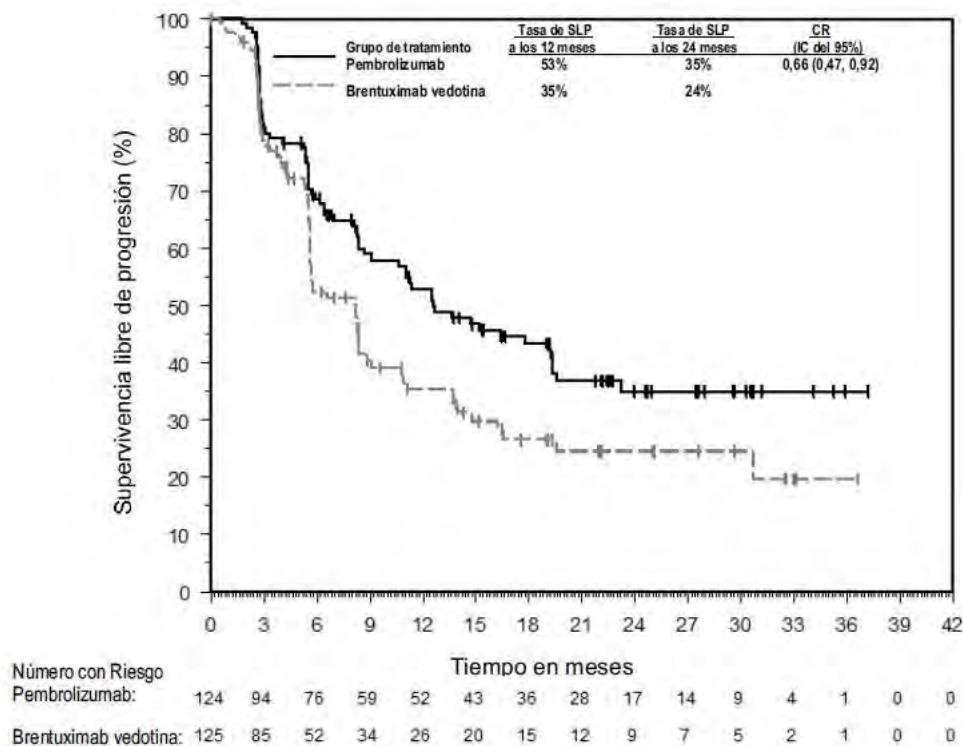 Tasa de SLP Tasa de SLP CR
Grupo de tratamiento a los 12 meses a los 24 meses (IC del 95%)
Pembrolizumab 53% 35% 0,66 (0,47, 0,92)
Brentuximab vedotina 35% 24%
Supervivencia libre de progresión (%)
100
90
80
70
60
50
40
30
20
10
0
0 3 6 9 12 15 18 21 24 27 30 33 36 39 42
Tiempo en meses
Número con Riesgo
Pembrolizumab: 124 94 76 59 52 43 36 28 17 14 9 4 1 0 0
Brentuximab vedotina: 125 85 52 34 26 20 15 12 9 7 5 2 1 0 0